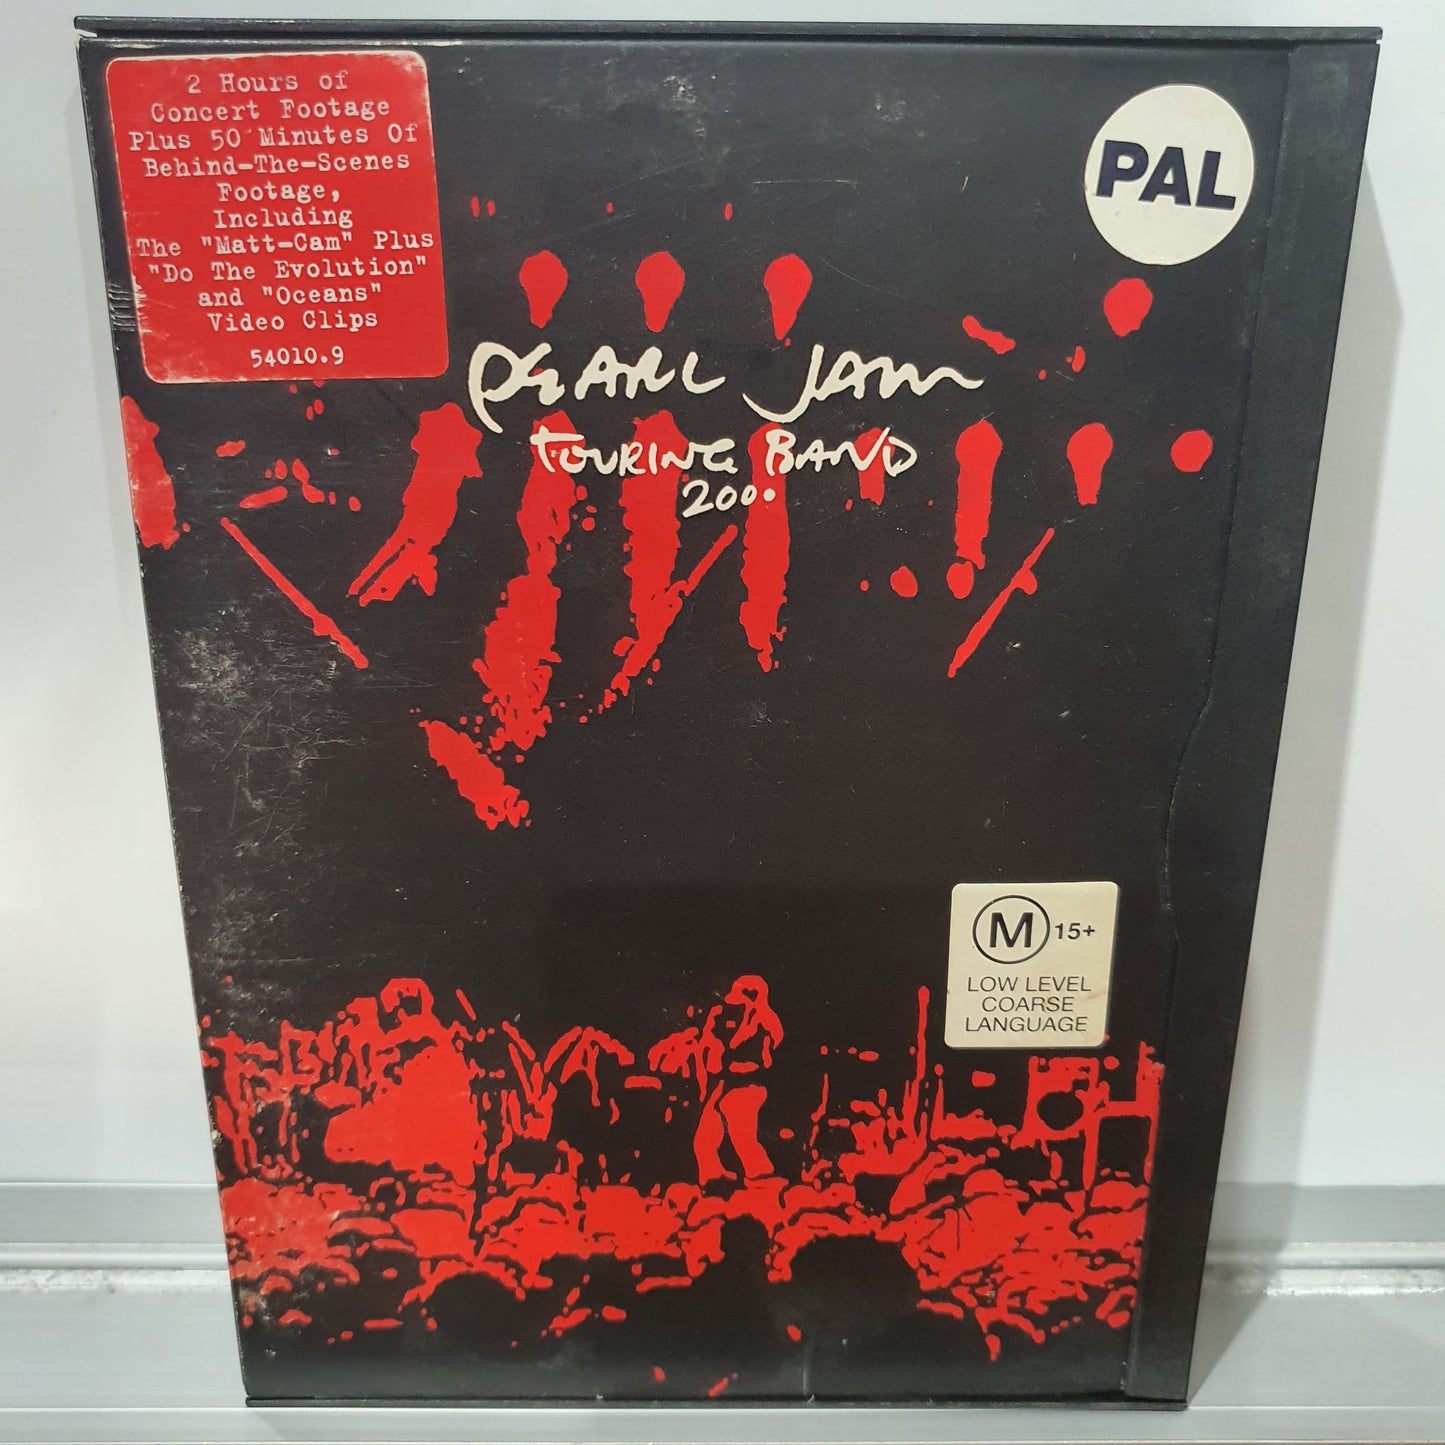 2 Hours of
Concert Footage
Plus 50 Minutes Of
Behind-The-Scenes
Footage,
Including
The "Matt-Cam" Plus
"Do The Evolution"
and "Oceans"
Video Clips
54010.9
PAL
PEARL JAM
TOURING BAND
2000
M 15+
LOW LEVEL
COARSE
LANGUAGE